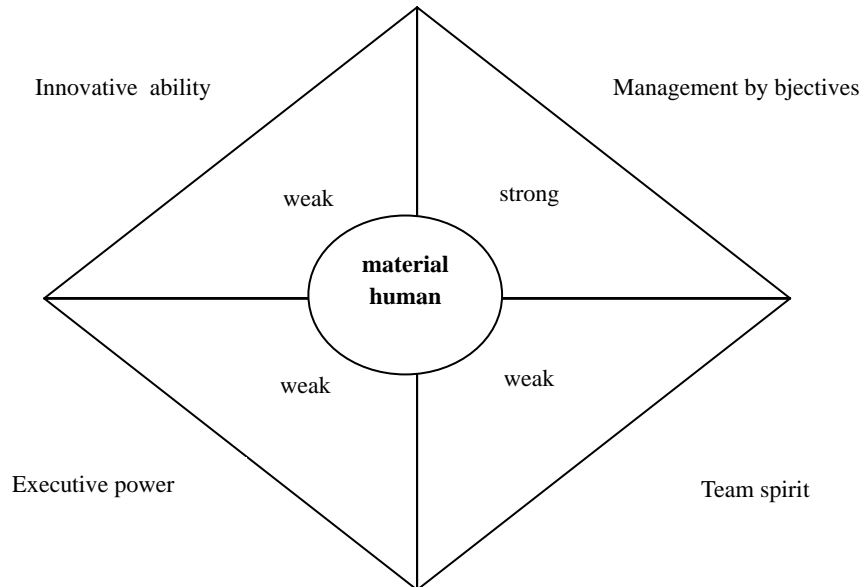 Innovative ability
Management by bjectives
weak
strong
material
human
weak
weak
Executive power
Team spirit